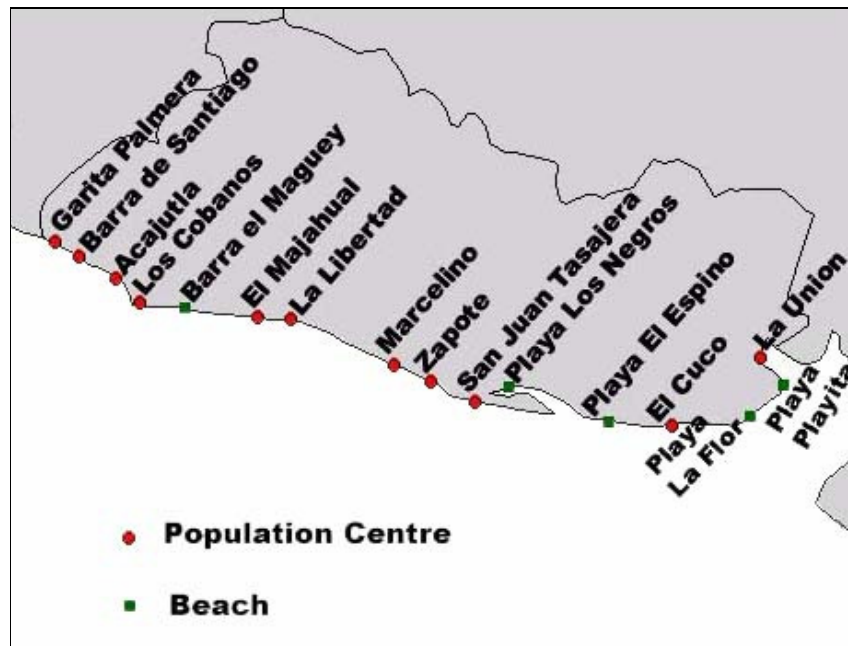 Garita Palmera
Barra de Santiago
Acajutla
Los Cobanos
Barra el Maguey
El Majahual
La Libertad
Marcelino
Zapote
San Juan Tasajera
Playa Los Negros
Playa El Espino
El Cuco
Playa
La Flor
La Union
Playa
Playita
Population Centre
Beach